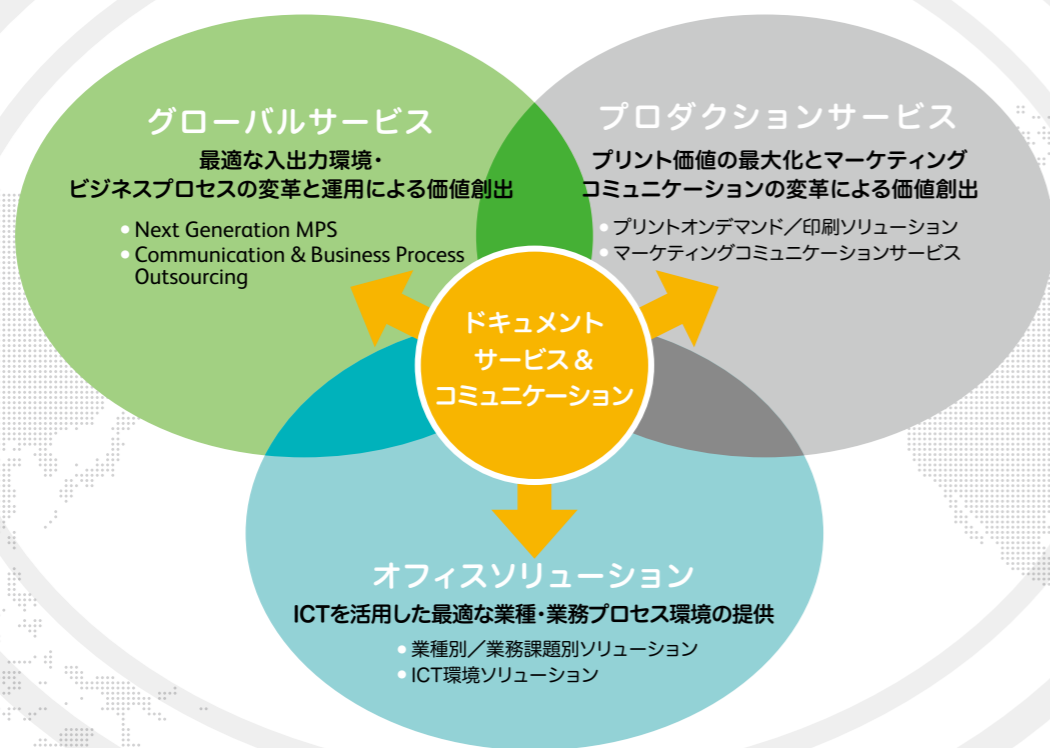 グローバルサービス
最適な入出力環境・
ビジネスプロセスの変革と運用による価値創出
• Next Generation MPS
• Communication & Business Process
Outsourcing
プロダクションサービス
プリント価値の最大化とマーケティング
コミュニケーションの変革による価値創出
• プリントオンデマンド／印刷ソリューション
• マーケティングコミュニケーションサービス
ドキュメント
サービス &
コミュニケーション
オフィスソリューション
ICTを活用した最適な業種・業務プロセス環境の提供
• 業種別／業務課題別ソリューション
• ICT環境ソリューション